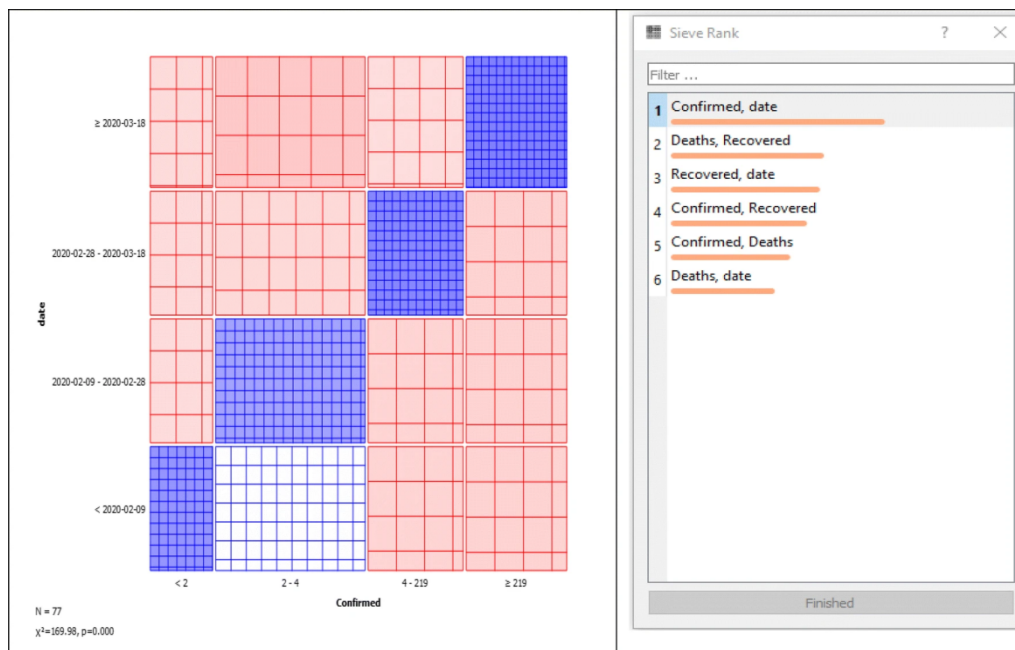 ≥ 2020-03-18
2020-02-28 - 2020-03-18
date
2020-02-09 - 2020-02-28
< 2020-02-09
< 2
2 - 4
4 - 219
≥ 219
Confirmed
N = 77
χ²=169.98, p=0.000
Sieve Rank
?
Filter ...
1 Confirmed, date
2 Deaths, Recovered
3 Recovered, date
4 Confirmed, Recovered
5 Confirmed, Deaths
6 Deaths, date
Finished